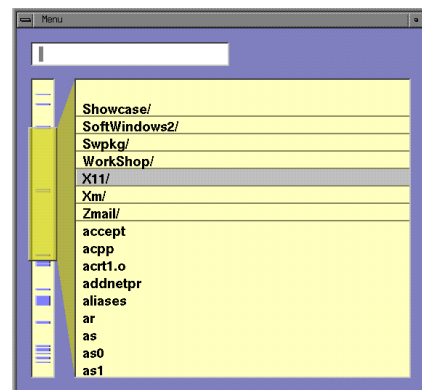 Menu
Showcase/
SoftWindows2/
Swpkg/
WorkShop/
X11/
Xm/
Zmail/
accept
acpp
acrt1.o
addnetpr
aliases
ar
as
as0
as1